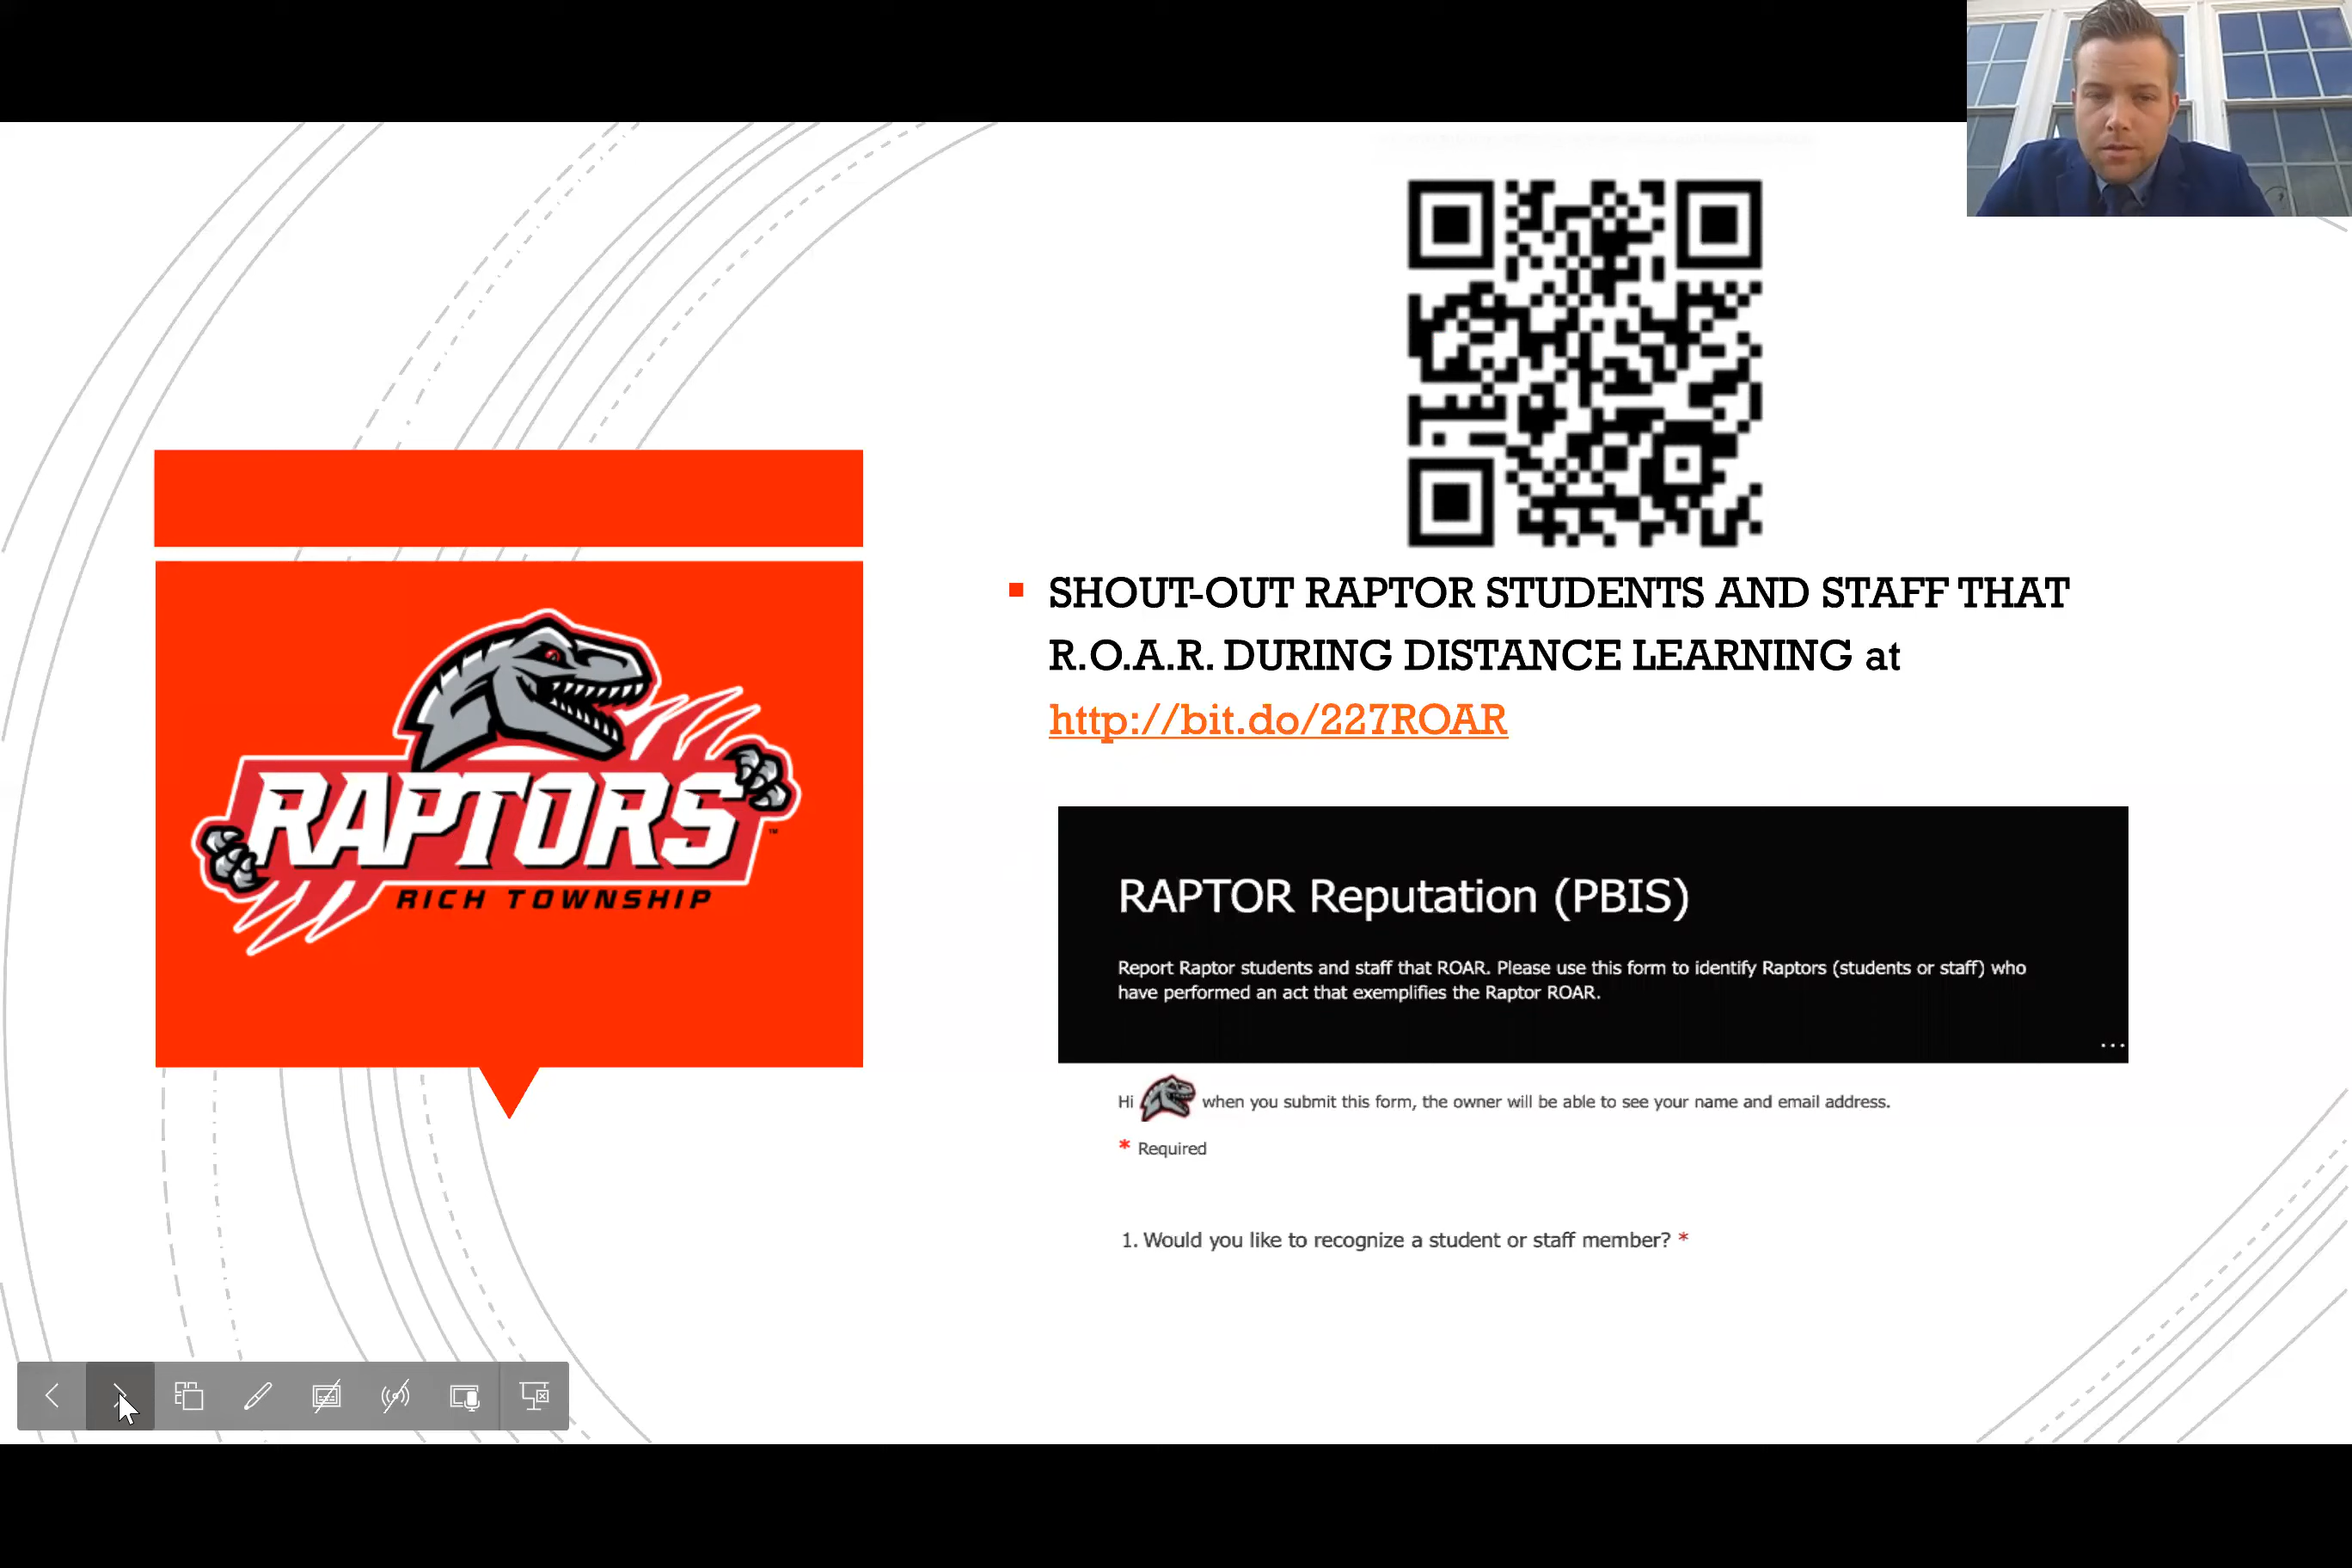 SHOUT-OUT RAPTOR STUDENTS AND STAFF THAT
R.O.A.R. DURING DISTANCE LEARNING at
http://bit.do/227ROAR
RAPTORS
™
RICH TOWNSHIP
RAPTOR Reputation (PBIS)
Report Raptor students and staff that ROAR. Please use this form to identify Raptors (students or staff) who
have performed an act that exemplifies the Raptor ROAR.
...
Hi when you submit this form, the owner will be able to see your name and email address.
* Required
1. Would you like to recognize a student or staff member? *